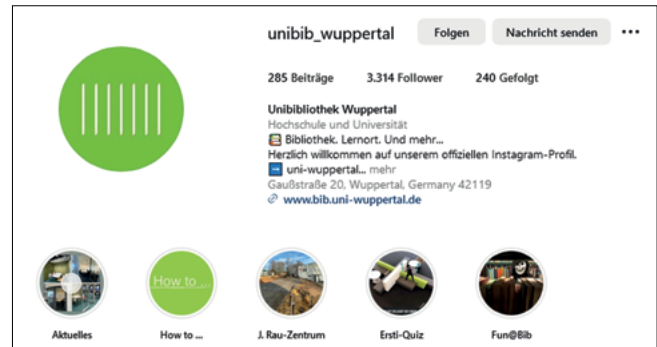 unibib_wuppertal Folgen Nachricht senden
285 Beiträge 3.314 Follower 240 Gefolgt
Unibibliothek Wuppertal
Hochschule und Universität
Bibliothek. Lernort. Und mehr...
Herzlich willkommen auf unserem offiziellen Instagram-Profil.
uni-wuppertal... mehr
Gaußstraße 20, Wuppertal, Germany 42119
www.bib.uni-wuppertal.de
How to ...
Aktuelles How to ... J. Rau-Zentrum Ersti-Quiz Fun@Bib